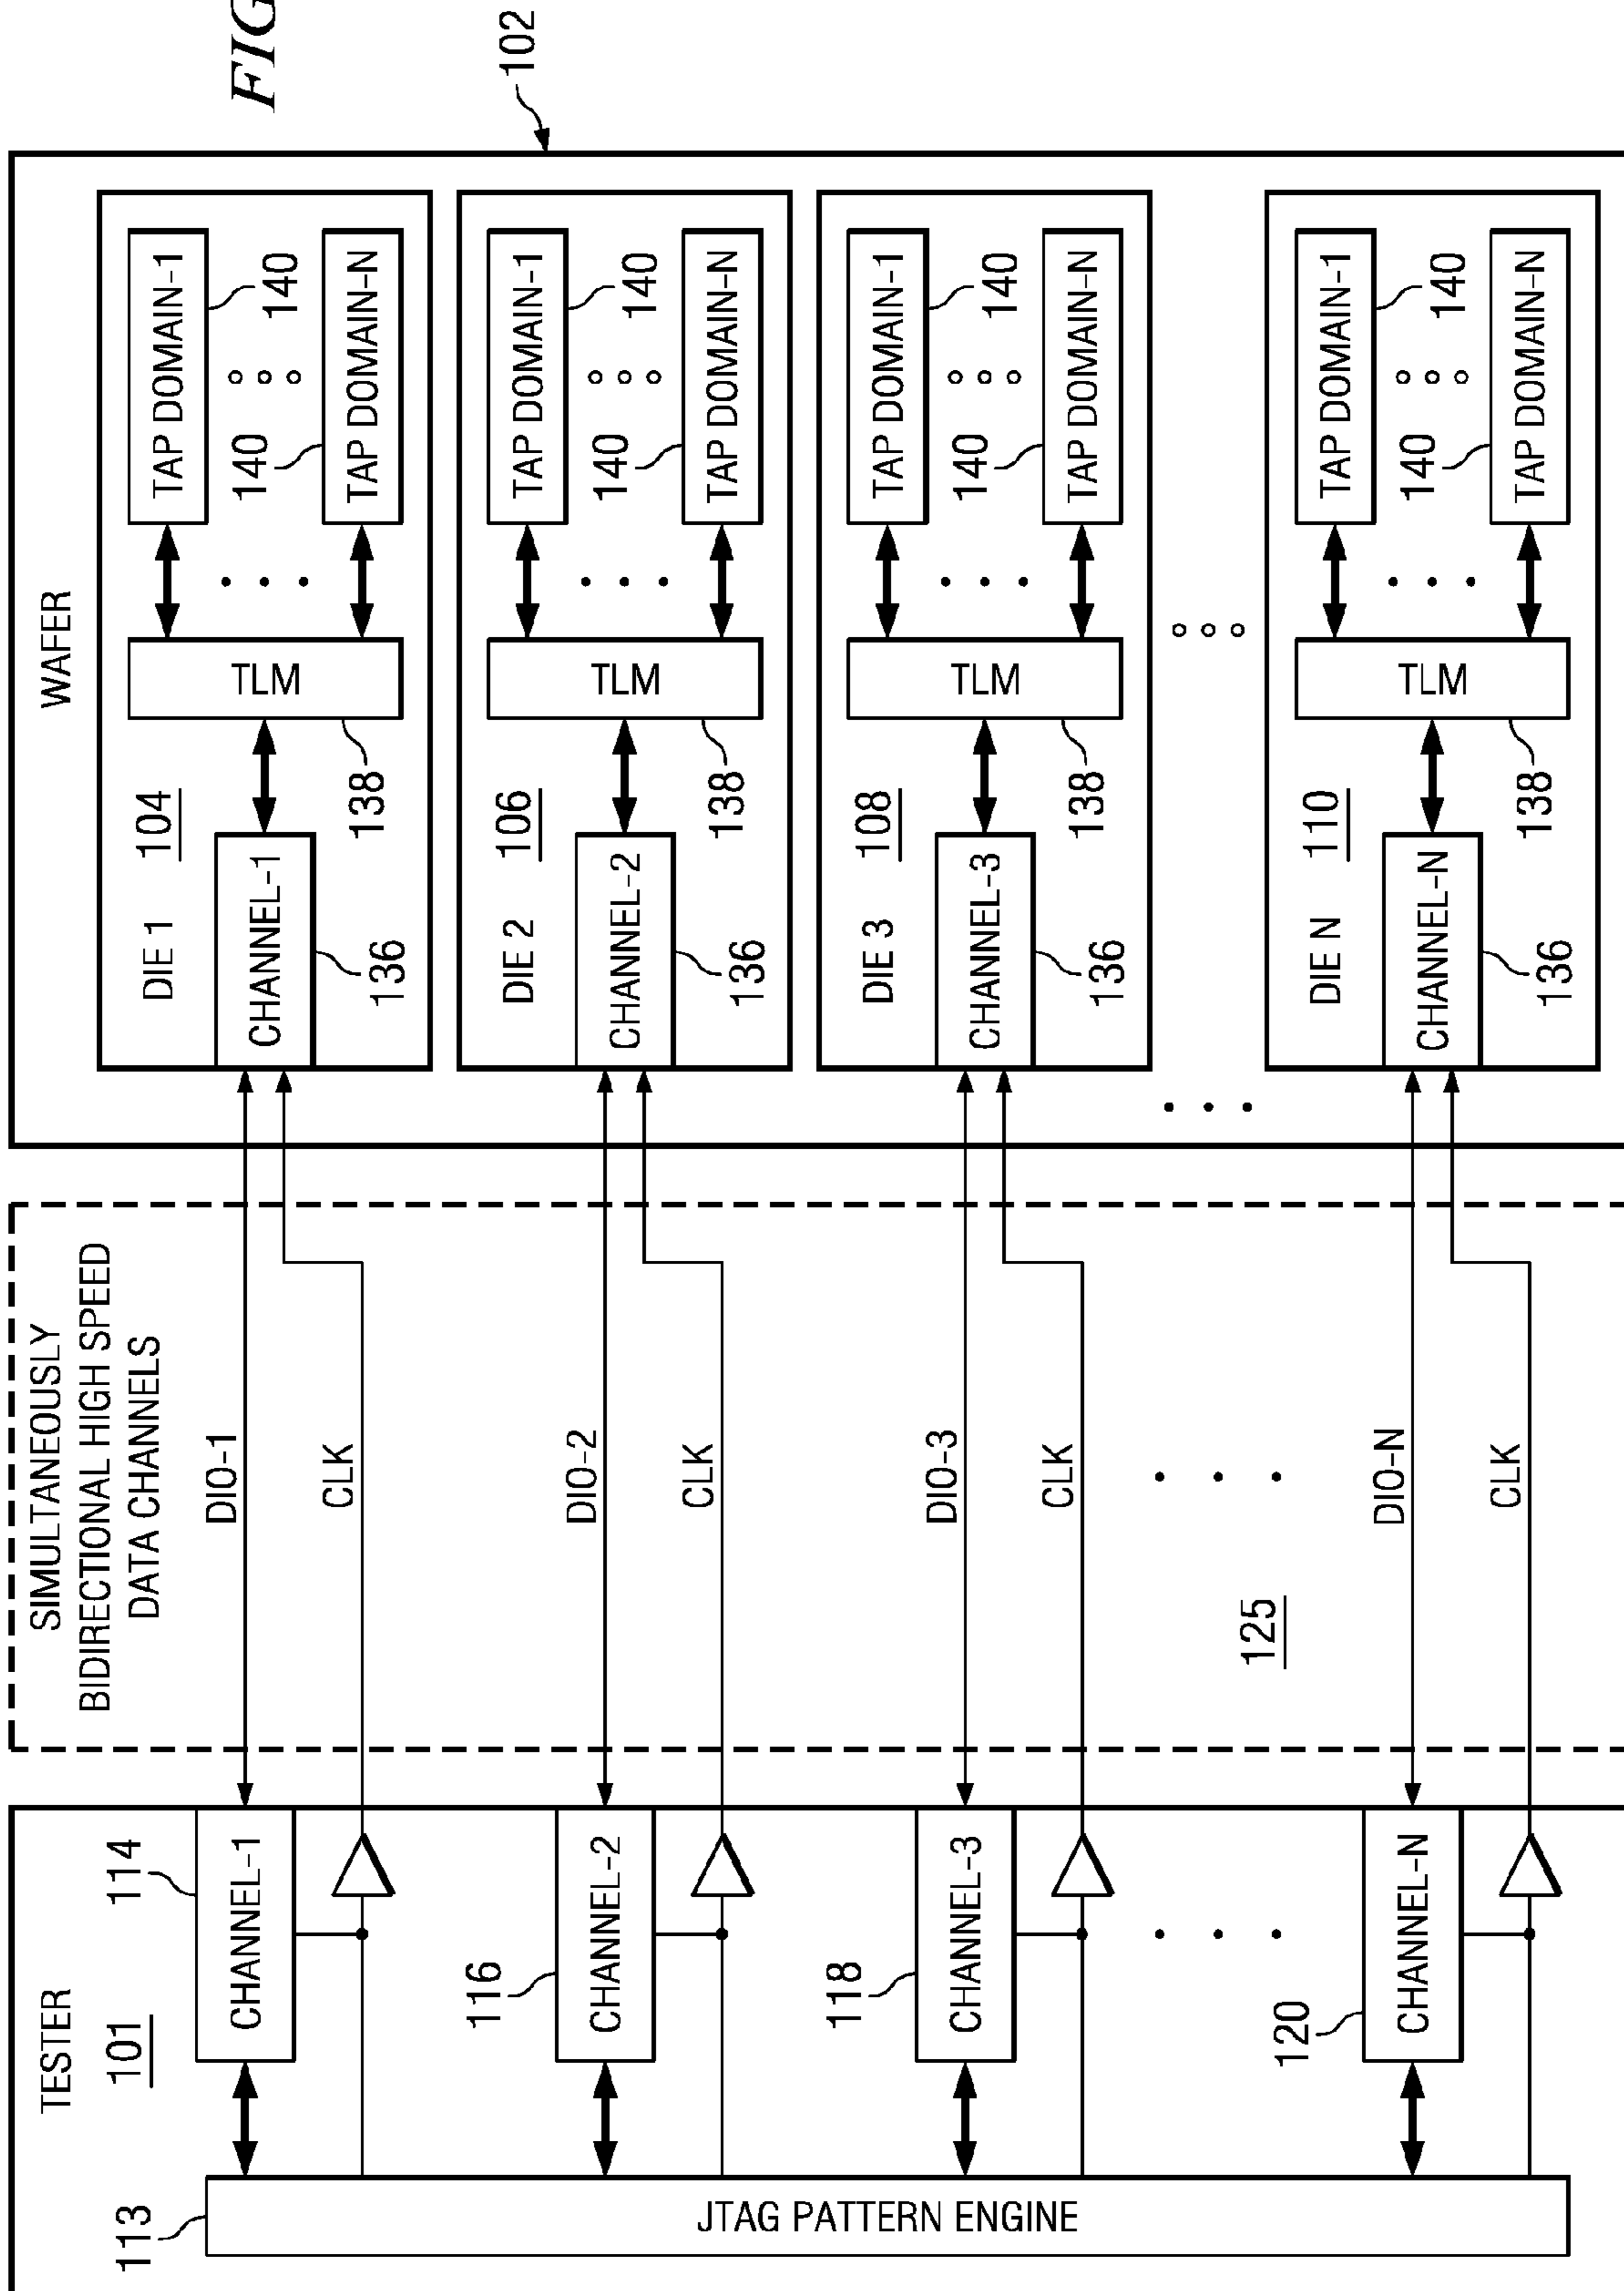 FIG
102
TESTER
101
113
JTAG PATTERN ENGINE
114
CHANNEL-1
116
CHANNEL-2
118
CHANNEL-3
120
CHANNEL-N
SIMULTANEOUSLY
BIDIRECTIONAL HIGH SPEED
DATA CHANNELS
DIO-1
CLK
DIO-2
CLK
DIO-3
CLK
125
DIO-N
CLK
WAFER
DIE 1
104
CHANNEL-1
136
TLM
138
TAP DOMAIN-1
140
140
TAP DOMAIN-N
DIE 2
106
CHANNEL-2
136
TLM
138
TAP DOMAIN-1
140
140
TAP DOMAIN-N
DIE 3
108
CHANNEL-3
136
TLM
138
TAP DOMAIN-1
140
140
TAP DOMAIN-N
DIE N
110
CHANNEL-N
136
TLM
138
TAP DOMAIN-1
140
140
TAP DOMAIN-N